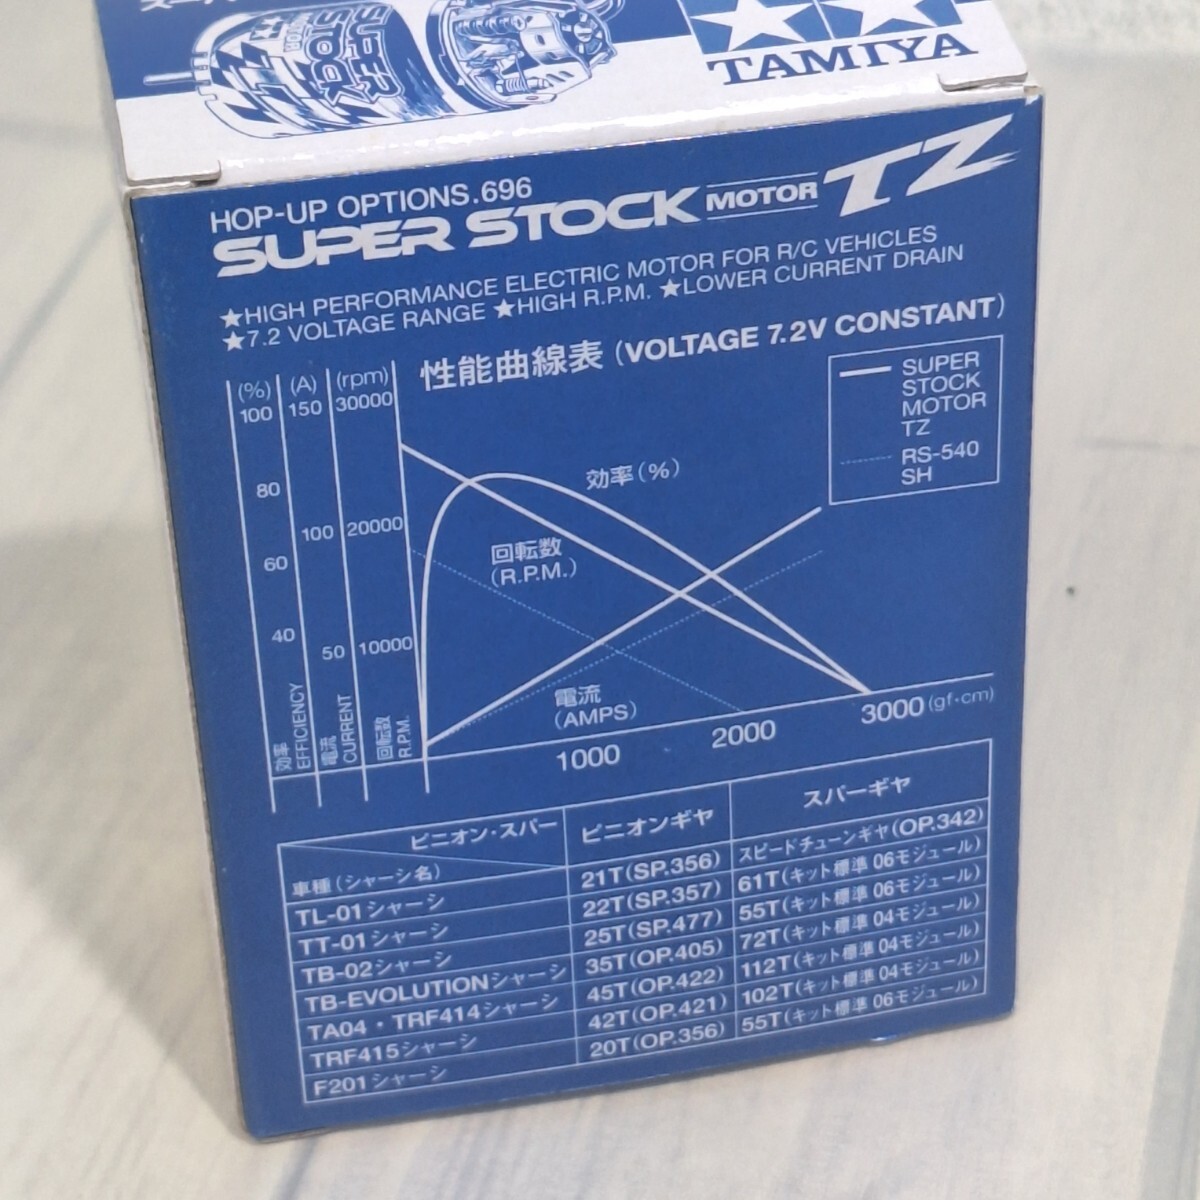 SUPER
STOCK
MOTOR TZ
TAMIYA
HOP-UP OPTIONS.696
SUPER STOCK MOTOR TZ
★HIGH PERFORMANCE ELECTRIC MOTOR FOR R/C VEHICLES
★7.2 VOLTAGE RANGE ★HIGH R.P.M. ★LOWER CURRENT DRAIN
性能曲線表 (VOLTAGE 7.2V CONSTANT)
SUPER
STOCK
MOTOR
TZ
RS-540
SH
(%) (A) (rpm)
100 150 30000
80
100 20000
60
40
50 10000
効率
EFFICIENCY
電流
CURRENT
回転数
R.P.M.
効率(%)
回転数
(R.P.M.)
電流
(AMPS)
1000 2000 3000 (gf·cm)
ピニオン・スパー ピニオンギヤ スパーギヤ
車種(シャーシ名)
TL-01シャーシ 21T(SP.356) スピードチューンギヤ(OP.342)
TT-01シャーシ 22T(SP.357) 61T(キット標準 06モジュール)
TB-02シャーシ 25T(SP.477) 55T(キット標準 06モジュール)
TB-EVOLUTIONシャーシ 35T(OP.405) 72T(キット標準 04モジュール)
TA04・TRF414シャーシ 45T(OP.422) 112T(キット標準 04モジュール)
TRF415シャーシ 42T(OP.421) 102T(キット標準 04モジュール)
F201シャーシ 20T(OP.356) 55T(キット標準 06モジュール)